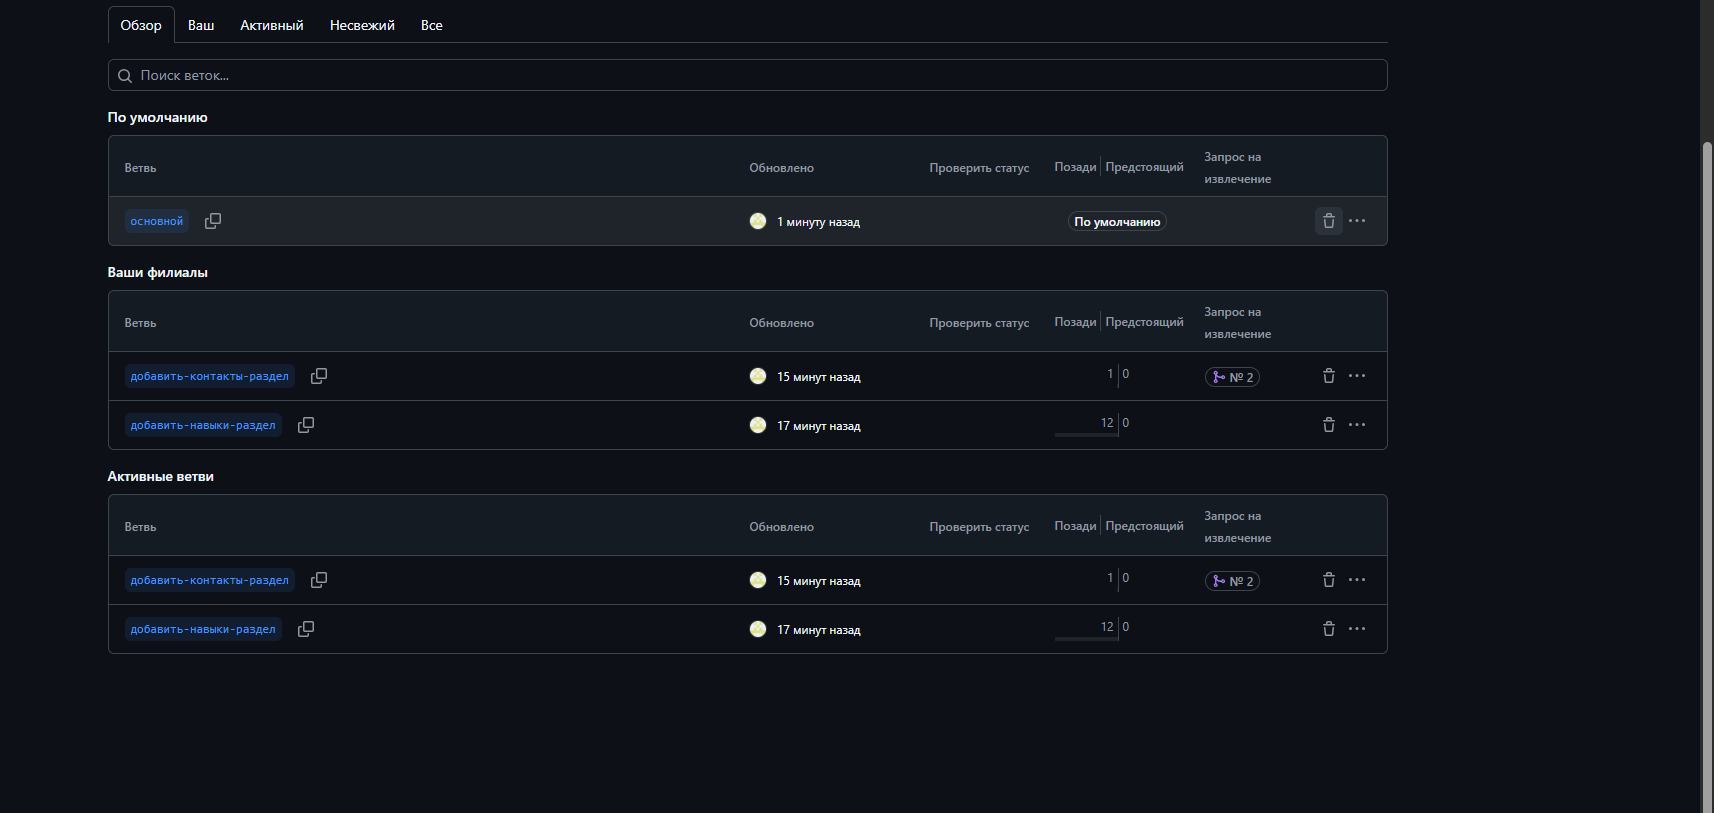 Обзор Ваш Активный Несвежий Все
Поиск веток...
По умолчанию
Ветвь Обновлено Проверить статус Позади Предстоящий Запрос на извлечение
основной 1 минуту назад По умолчанию
Ваши филиалы
Ветвь Обновлено Проверить статус Позади Предстоящий Запрос на извлечение
добавить-контакты-раздел 15 минут назад 1 0 № 2
добавить-навыки-раздел 17 минут назад 12 0
Активные ветви
Ветвь Обновлено Проверить статус Позади Предстоящий Запрос на извлечение
добавить-контакты-раздел 15 минут назад 1 0 № 2
добавить-навыки-раздел 17 минут назад 12 0